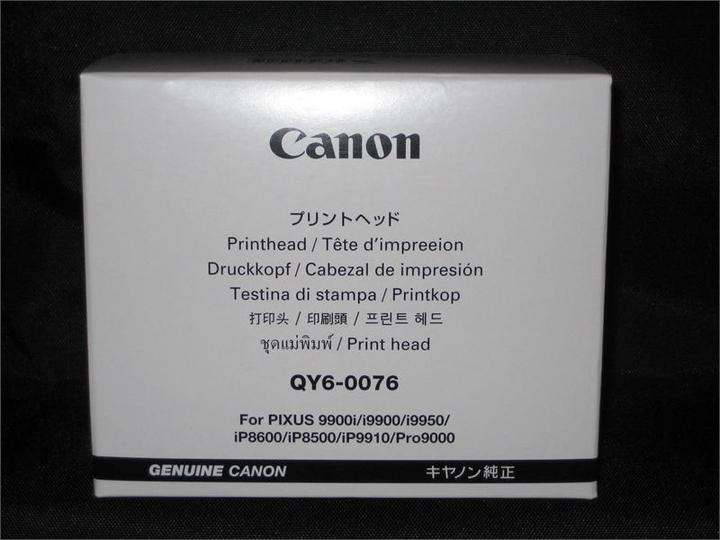 Canon
プリントヘッド
Printhead / Tête d'impreeion
Druckkopf / Cabezal de impresión
Testina di stampa / Printkop
打印头 / 印刷頭 / 프린트 헤드
ชุดแม่พิมพ์ / Print head
QY6-0076
For PIXUS 9900i/i9900/i9950/
iP8600/iP8500/iP9910/Pro9000
GENUINE CANON キヤノン純正